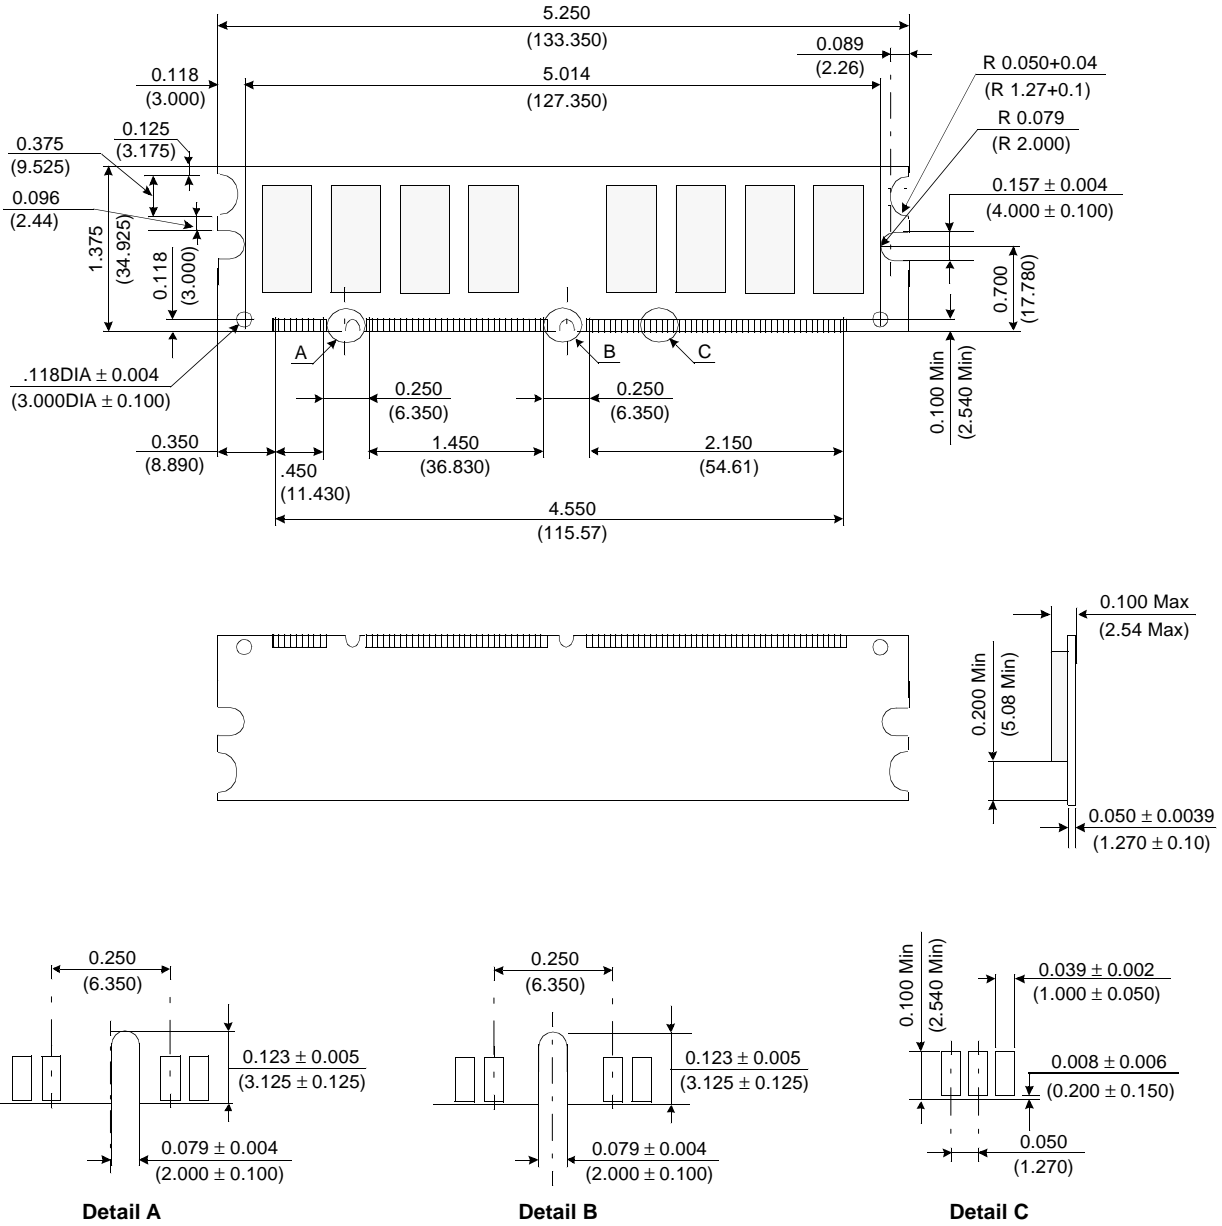 5.250
(133.350)
0.089
(2.26)
R 0.050+0.04
(R 1.27+0.1)
0.118
(3.000)
5.014
(127.350)
R 0.079
(R 2.000)
0.125
(3.175)
0.375
(9.525)
0.157 ± 0.004
(4.000 ± 0.100)
0.096
(2.44)
1.375
(34.925)
0.118
(3.000)
0.700
(17.780)
A
B
C
.118DIA ± 0.004
(3.000DIA ± 0.100)
0.250
(6.350)
0.250
(6.350)
0.100 Min
(2.540 Min)
0.350
(8.890)
.450
(11.430)
1.450
(36.830)
2.150
(54.61)
4.550
(115.57)
0.100 Max
(2.54 Max)
0.200 Min
(5.08 Min)
0.050 ± 0.0039
(1.270 ± 0.10)
0.250
(6.350)
0.123 ± 0.005
(3.125 ± 0.125)
0.079 ± 0.004
(2.000 ± 0.100)
Detail A
0.250
(6.350)
0.123 ± 0.005
(3.125 ± 0.125)
0.079 ± 0.004
(2.000 ± 0.100)
Detail B
0.100 Min
(2.540 Min)
0.039 ± 0.002
(1.000 ± 0.050)
0.008 ± 0.006
(0.200 ± 0.150)
0.050
(1.270)
Detail C